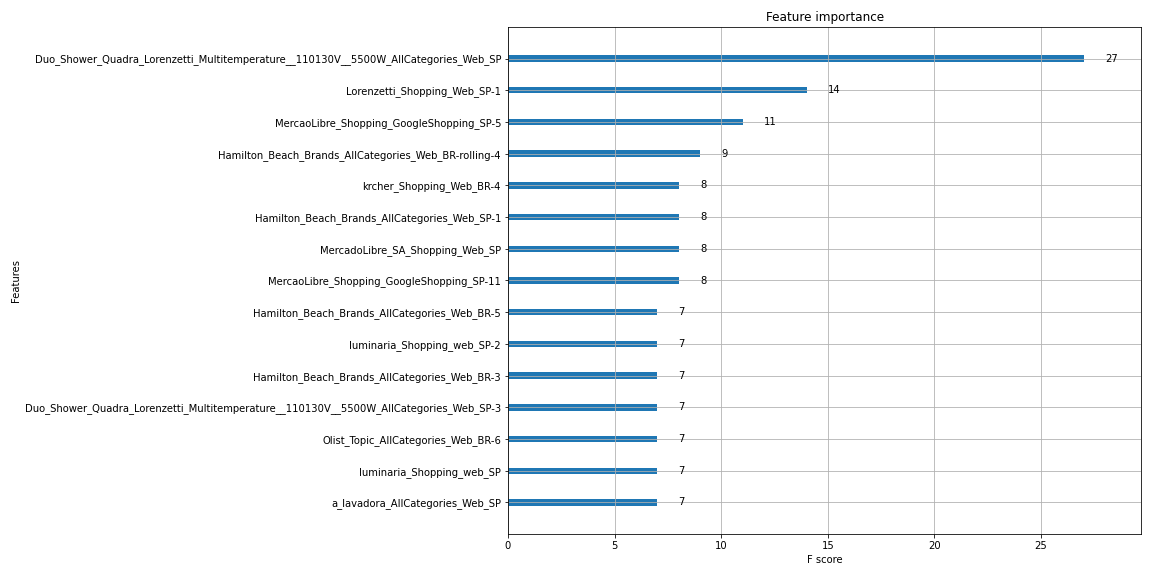 Feature importance
Duo_Shower_Quadra_Lorenzetti_Multitemperature__110130V__5500W_AllCategories_Web_SP 27
Lorenzetti_Shopping_Web_SP-1 14
MercaoLibre_Shopping_GoogleShopping_SP-5 11
Hamilton_Beach_Brands_AllCategories_Web_BR-rolling-4 9
krcher_Shopping_Web_BR-4 8
Hamilton_Beach_Brands_AllCategories_Web_SP-1 8
MercadoLibre_SA_Shopping_Web_SP 8
MercaoLibre_Shopping_GoogleShopping_SP-11 8
Hamilton_Beach_Brands_AllCategories_Web_BR-5 7
luminaria_Shopping_web_SP-2 7
Hamilton_Beach_Brands_AllCategories_Web_BR-3 7
Duo_Shower_Quadra_Lorenzetti_Multitemperature__110130V__5500W_AllCategories_Web_SP-3 7
Olist_Topic_AllCategories_Web_BR-6 7
luminaria_Shopping_web_SP 7
a_lavadora_AllCategories_Web_SP 7
Features
0 5 10 15 20 25
F score